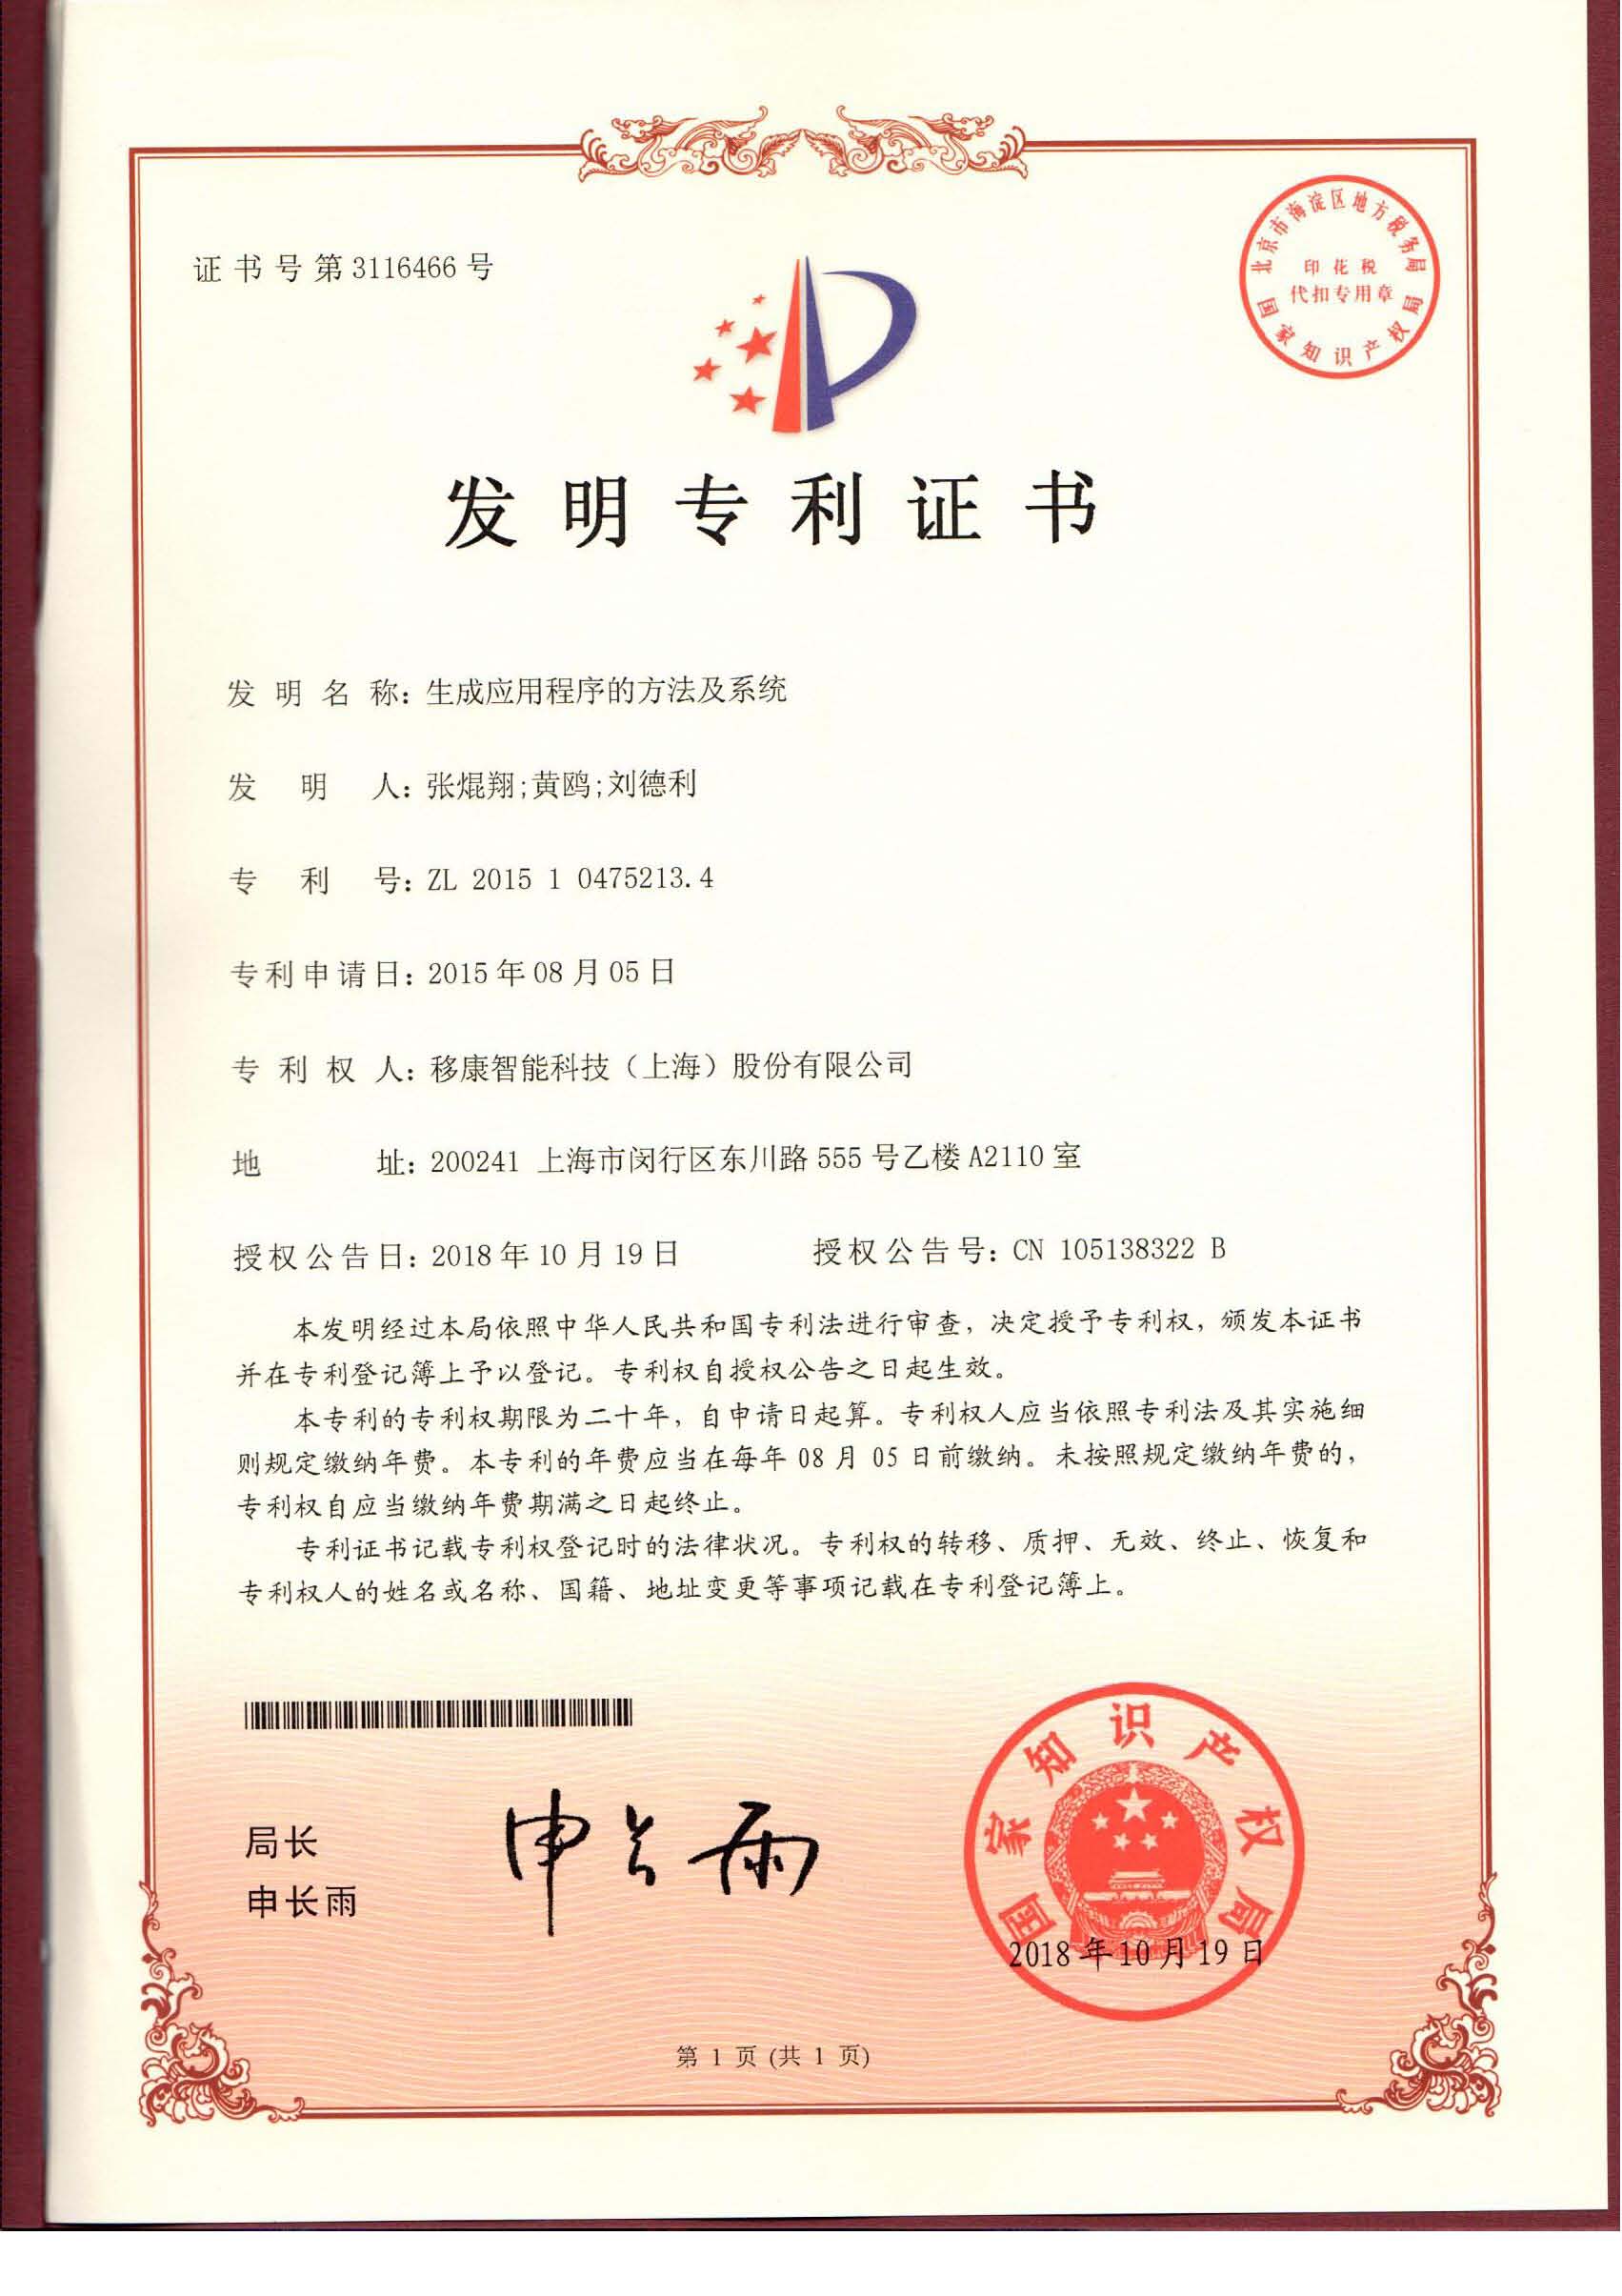 证书号第3116466号
北京市海淀区地方税务局
印花税
代扣专用章
国家知识产权局
发明专利证书
发明名称：生成应用程序的方法及系统
发明人：张焜翔;黄鸥;刘德利
专利号：ZL 2015 1 0475213.4
专利申请日：2015年08月05日
专利权人：移康智能科技（上海）股份有限公司
地址：200241 上海市闵行区东川路555号乙楼A2110室
授权公告日：2018年10月19日 授权公告号：CN 105138322 B
本发明经过本局依照中华人民共和国专利法进行审查，决定授予专利权，颁发本证书
并在专利登记簿上予以登记。专利权自授权公告之日起生效。
本专利的专利权期限为二十年，自申请日起算。专利权人应当依照专利法及其实施细
则规定缴纳年费。本专利的年费应当在每年08月05日前缴纳。未按照规定缴纳年费的，
专利权自应当缴纳年费期满之日起终止。
专利证书记载专利权登记时的法律状况。专利权的转移、质押、无效、终止、恢复和
专利权人的姓名或名称、国籍、地址变更等事项记载在专利登记簿上。
局长
申长雨
申长雨
国家知识产权局
2018年10月19日
第1页(共1页)